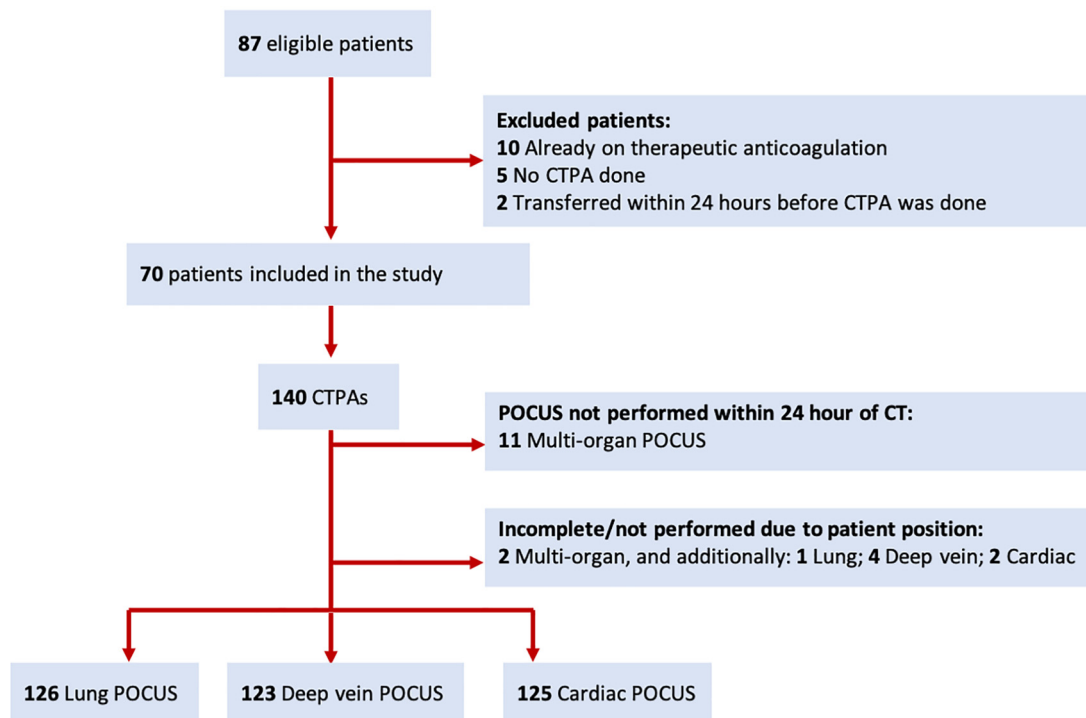 87 eligible patients
Excluded patients:
10 Already on therapeutic anticoagulation
5 No CTPA done
2 Transferred within 24 hours before CTPA was done
70 patients included in the study
140 CTPAs
POCUS not performed within 24 hour of CT:
11 Multi-organ POCUS
Incomplete/not performed due to patient position:
2 Multi-organ, and additionally: 1 Lung; 4 Deep vein; 2 Cardiac
126 Lung POCUS
123 Deep vein POCUS
125 Cardiac POCUS